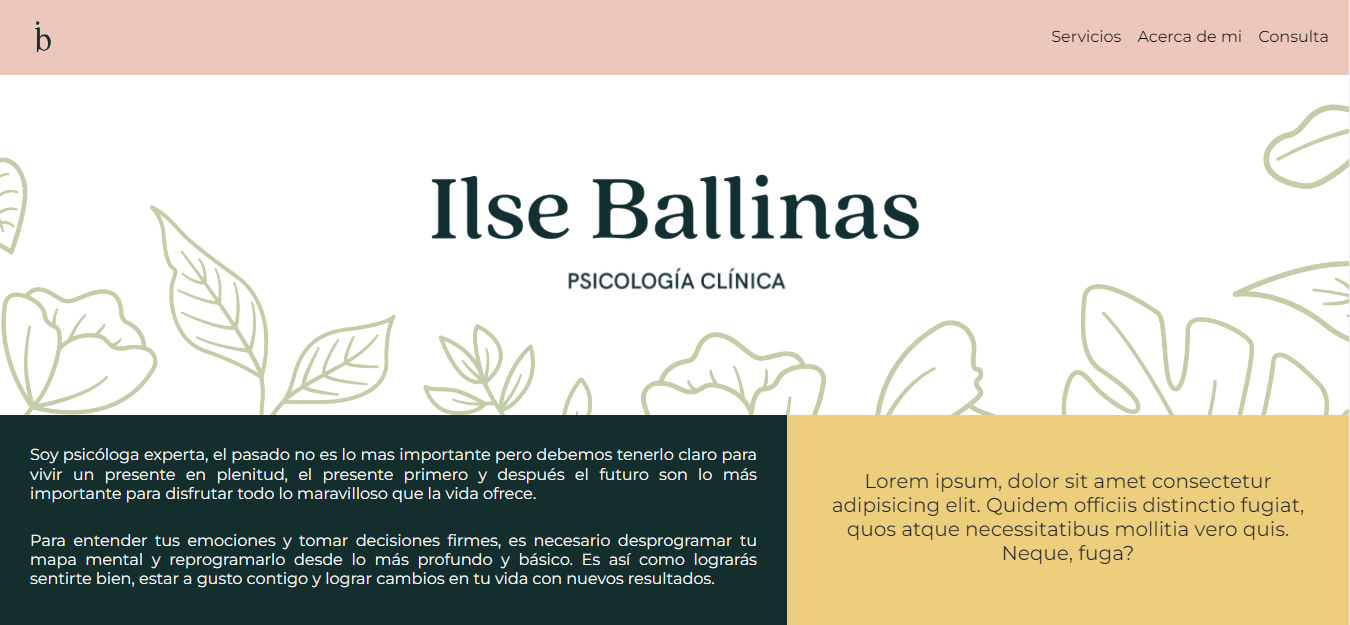 ib
Servicios Acerca de mi Consulta
Ilse Ballinas
PSICOLOGÍA CLÍNICA
Soy psicóloga experta, el pasado no es lo mas importante pero debemos tenerlo claro para
vivir un presente en plenitud, el presente primero y después el futuro son lo más
importante para disfrutar todo lo maravilloso que la vida ofrece.
Para entender tus emociones y tomar decisiones firmes, es necesario desprogramar tu
mapa mental y reprogramarlo desde lo más profundo y básico. Es así como lograrás
sentirte bien, estar a gusto contigo y lograr cambios en tu vida con nuevos resultados.
Lorem ipsum, dolor sit amet consectetur
adipisicing elit. Quidem officiis distinctio fugiat,
quos atque necessitatibus mollitia vero quis.
Neque, fuga?